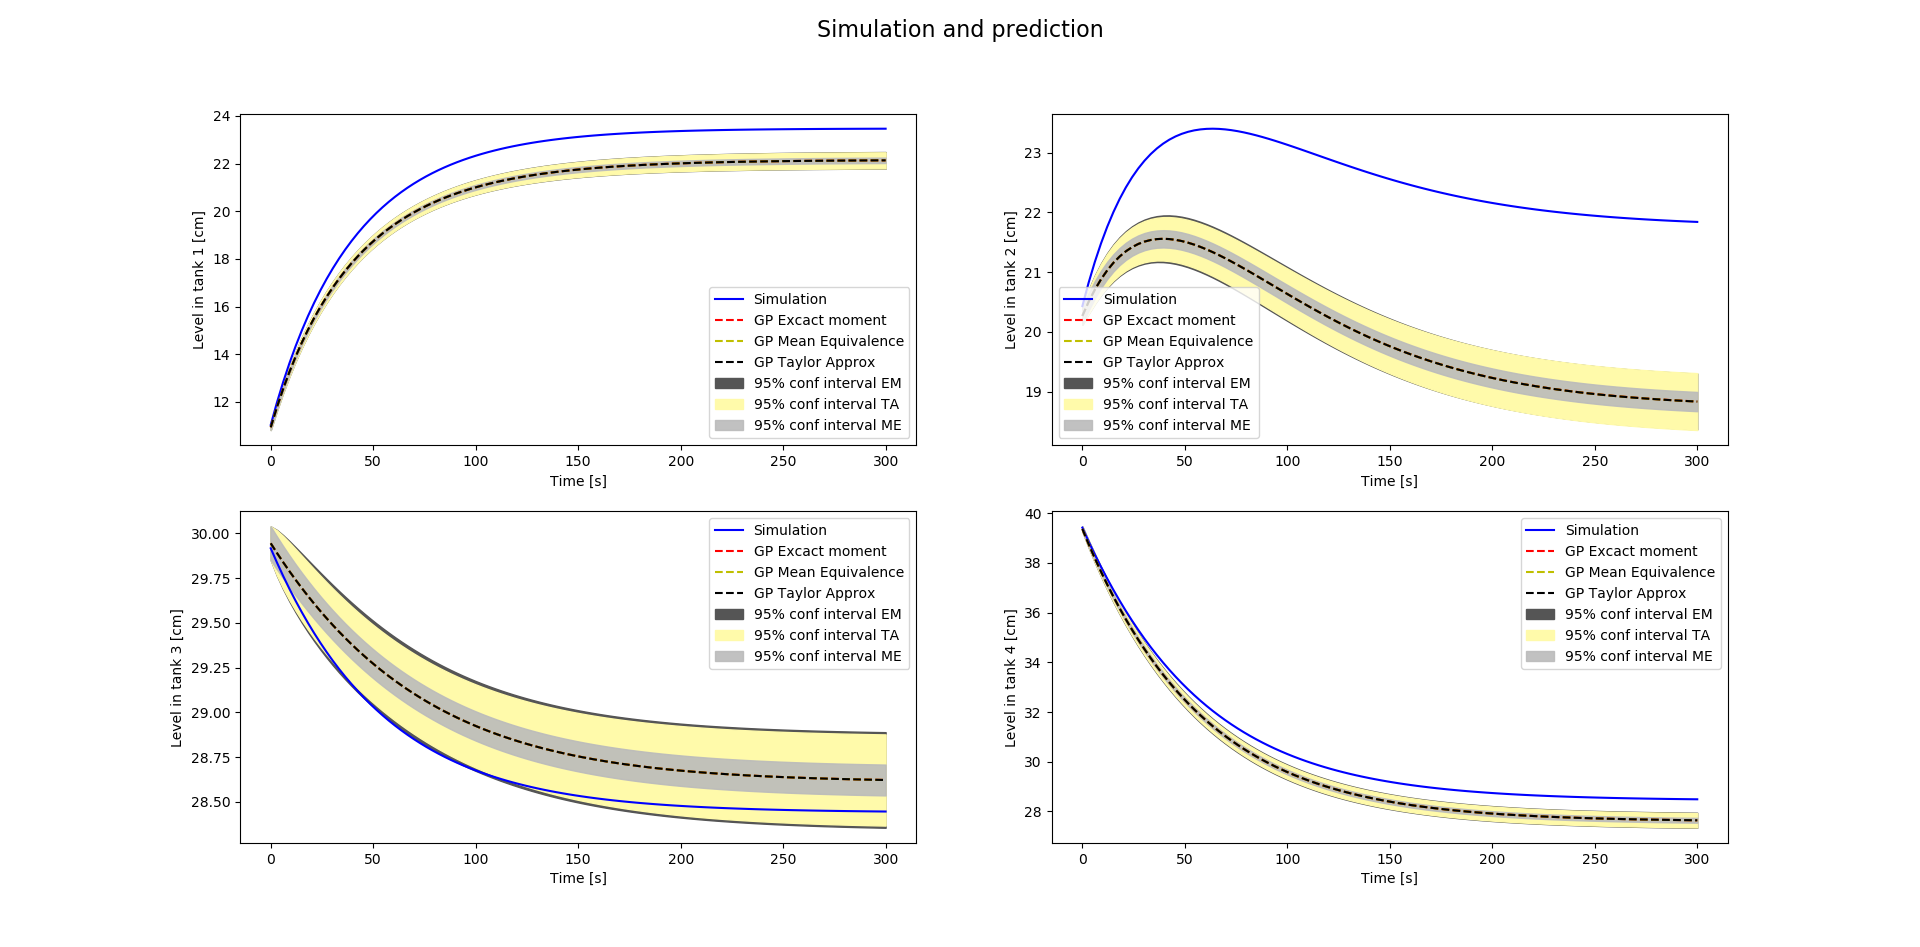 Simulation and prediction
24
22
20
18
16
14
12
Level in tank 1 [cm]
Simulation
GP Excact moment
GP Mean Equivalence
GP Taylor Approx
95% conf interval EM
95% conf interval TA
95% conf interval ME
0 50 100 150 200 250 300
Time [s]
23
22
21
20
19
Level in tank 2 [cm]
Simulation
GP Excact moment
GP Mean Equivalence
GP Taylor Approx
95% conf interval EM
95% conf interval TA
95% conf interval ME
0 50 100 150 200 250 300
Time [s]
30.00
29.75
29.50
29.25
29.00
28.75
28.50
Level in tank 3 [cm]
Simulation
GP Excact moment
GP Mean Equivalence
GP Taylor Approx
95% conf interval EM
95% conf interval TA
95% conf interval ME
0 50 100 150 200 250 300
Time [s]
40
38
36
34
32
30
28
Level in tank 4 [cm]
Simulation
GP Excact moment
GP Mean Equivalence
GP Taylor Approx
95% conf interval EM
95% conf interval TA
95% conf interval ME
0 50 100 150 200 250 300
Time [s]